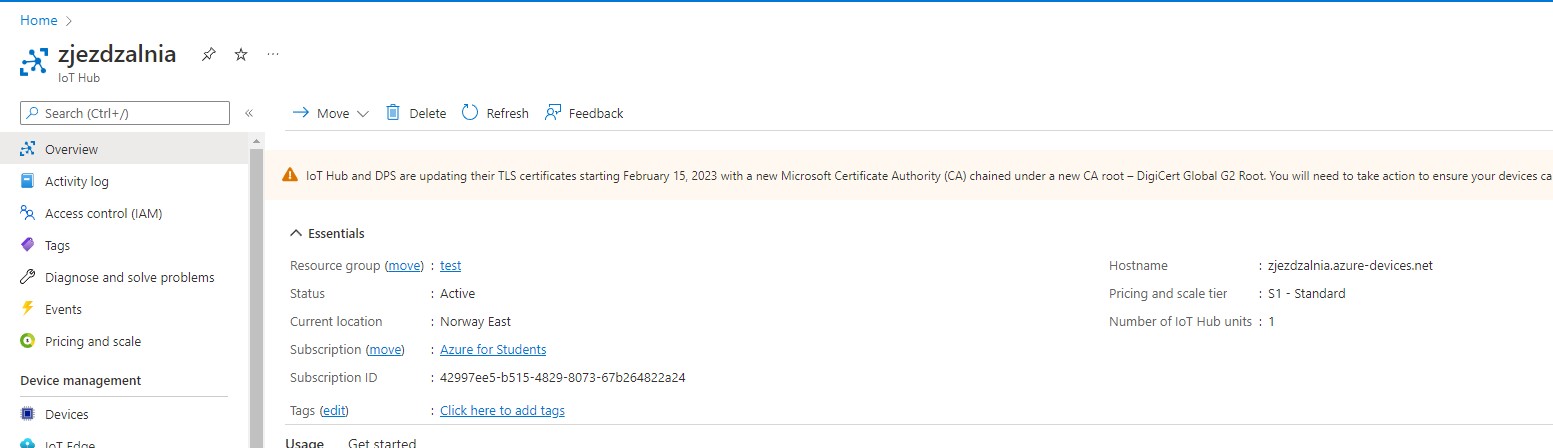 Home
zjezdzalnia
IoT Hub
Search (Ctrl+/)
Move Delete Refresh Feedback
Overview
Activity log
Access control (IAM)
Tags
Diagnose and solve problems
Events
Pricing and scale
Device management
Devices
IoT Edge
IoT Hub and DPS are updating their TLS certificates starting February 15, 2023 with a new Microsoft Certificate Authority (CA) chained under a new CA root – DigiCert Global G2 Root. You will need to take action to ensure your devices ca
Essentials
Resource group (move) : test
Status : Active
Current location : Norway East
Subscription (move) : Azure for Students
Subscription ID : 42997ee5-b515-4829-8073-67b264822a24
Tags (edit) : Click here to add tags
Hostname : zjezdzalnia.azure-devices.net
Pricing and scale tier : S1 - Standard
Number of IoT Hub units : 1
Usage Get started